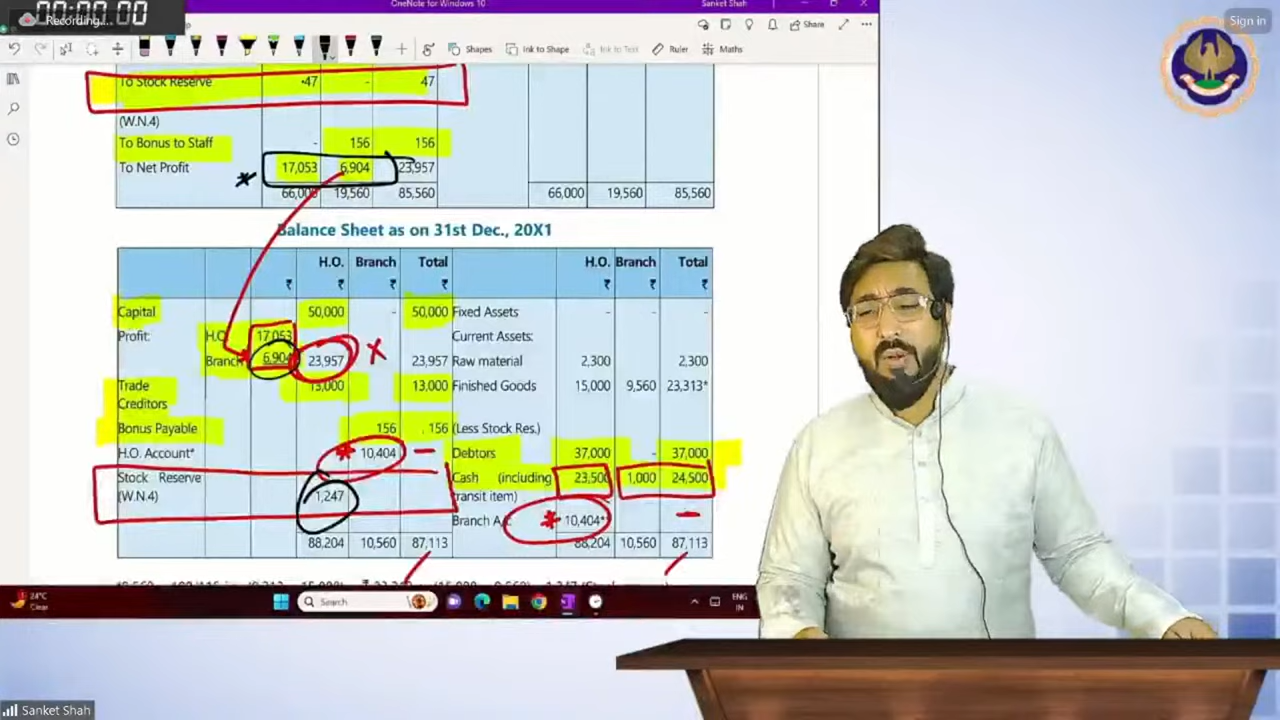 00:00:00
Recording...
OneNote for Windows 10
Sanket Shah
Sign in
Shapes Ink to Shape Ink to Text Ruler Maths
Share
To Stock Reserve 47 - 47
(W.N.4)
To Bonus to Staff - 156 156
To Net Profit 17,053 6,904 23,957
66,000 19,560 85,560 66,000 19,560 85,560
Balance Sheet as on 31st Dec., 20X1
H.O. Branch Total H.O. Branch Total
₹ ₹ ₹ ₹ ₹ ₹
Capital 50,000 - 50,000 Fixed Assets - - -
Profit: H.O 17,053 Current Assets:
Branch 6,904 23,957 23,957 Raw material 2,300 2,300
Trade 13,000 13,000 Finished Goods 15,000 9,560 23,313*
Creditors
Bonus Payable 156 156 (Less Stock Res.)
H.O. Account* 10,404 Debtors 37,000 - 37,000
Stock Reserve 1,247 Cash (including 23,500 1,000 24,500
(W.N.4) transit item)
Branch A/c 10,404*
88,204 10,560 87,113 88,204 10,560 87,113
24°C
Clear
Search
ENG
IN
Sanket Shah